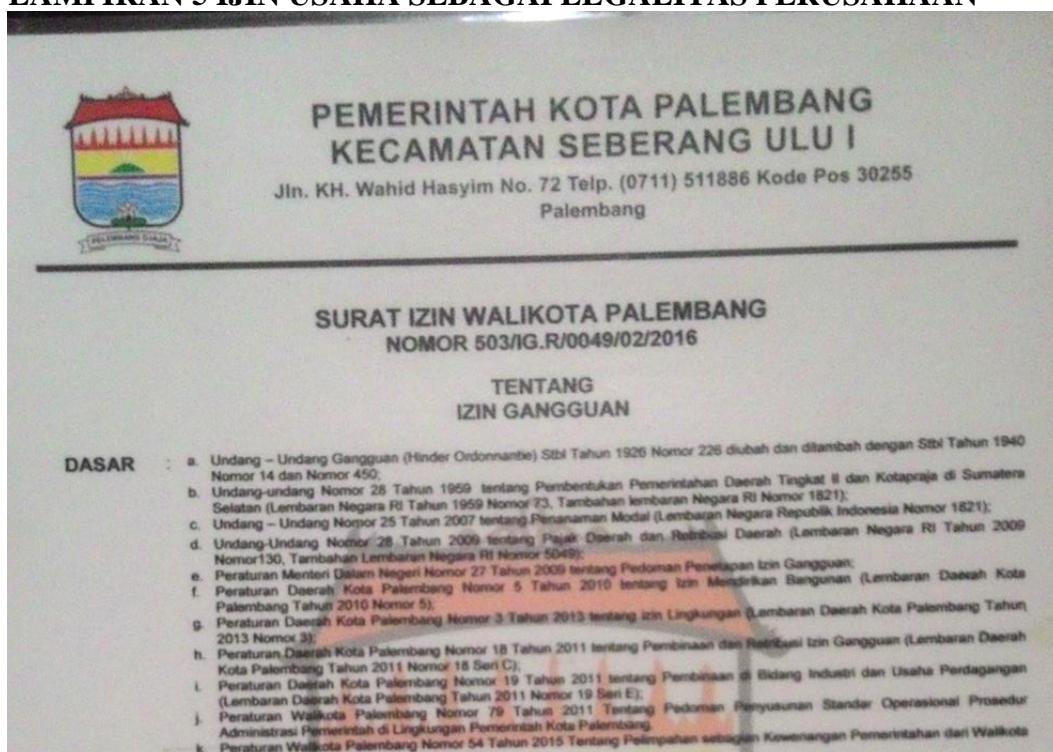 LAMPIRAN 5 IJIN USAHA SEBAGAI LEGALITAS PERUSAHAAN
PEMERINTAH KOTA PALEMBANG
KECAMATAN SEBERANG ULU I
Jln. KH. Wahid Hasyim No. 72 Telp. (0711) 511886 Kode Pos 30255
Palembang
PALEMBANG DJAJA
SURAT IZIN WALIKOTA PALEMBANG
NOMOR 503/IG.R/0049/02/2016
TENTANG
IZIN GANGGUAN
DASAR : a. Undang – Undang Gangguan (Hinder Ordonnantie) Stbl Tahun 1926 Nomor 226 diubah dan ditambah dengan Stbl Tahun 1940
Nomor 14 dan Nomor 450;
b. Undang-undang Nomor 28 Tahun 1959 tentang Pembentukan Pemerintahan Daerah Tingkat II dan Kotapraja di Sumatera
Selatan (Lembaran Negara RI Tahun 1959 Nomor 73, Tambahan lembaran Negara RI Nomor 1821);
c. Undang – Undang Nomor 25 Tahun 2007 tentang Penanaman Modal (Lembaran Negara Republik Indonesia Nomor 1821);
d. Undang-Undang Nomor 28 Tahun 2009 tentang Pajak Daerah dan Retribusi Daerah (Lembaran Negara RI Tahun 2009
Nomor130, Tambahan Lembaran Negara RI Nomor 5049);
e. Peraturan Menteri Dalam Negeri Nomor 27 Tahun 2009 tentang Pedoman Penetapan Izin Gangguan;
f. Peraturan Daerah Kota Palembang Nomor 5 Tahun 2010 tentang Izin Mendirikan Bangunan (Lembaran Daerah Kota
Palembang Tahun 2010 Nomor 5);
g. Peraturan Daerah Kota Palembang Nomor 3 Tahun 2013 tentang izin Lingkungan (Lembaran Daerah Kota Palembang Tahun
2013 Nomor 3);
h. Peraturan Daerah Kota Palembang Nomor 18 Tahun 2011 tentang Pembinaan dan Retribusi Izin Gangguan (Lembaran Daerah
Kota Palembang Tahun 2011 Nomor 18 Seri C);
i. Peraturan Daerah Kota Palembang Nomor 19 Tahun 2011 tentang Pembinaan di Bidang Industri dan Usaha Perdagangan
(Lembaran Daerah Kota Palembang Tahun 2011 Nomor 19 Seri E);
j. Peraturan Walikota Palembang Nomor 79 Tahun 2011 Tentang Pedoman Penyusunan Standar Operasional Prosedur
Administrasi Pemerintah di Lingkungan Pemerintah Kota Palembang.
k. Peraturan Walikota Palembang Nomor 54 Tahun 2015 Tentang Pelimpahan sebagian Kewenangan Pemerintahan dari Walikota